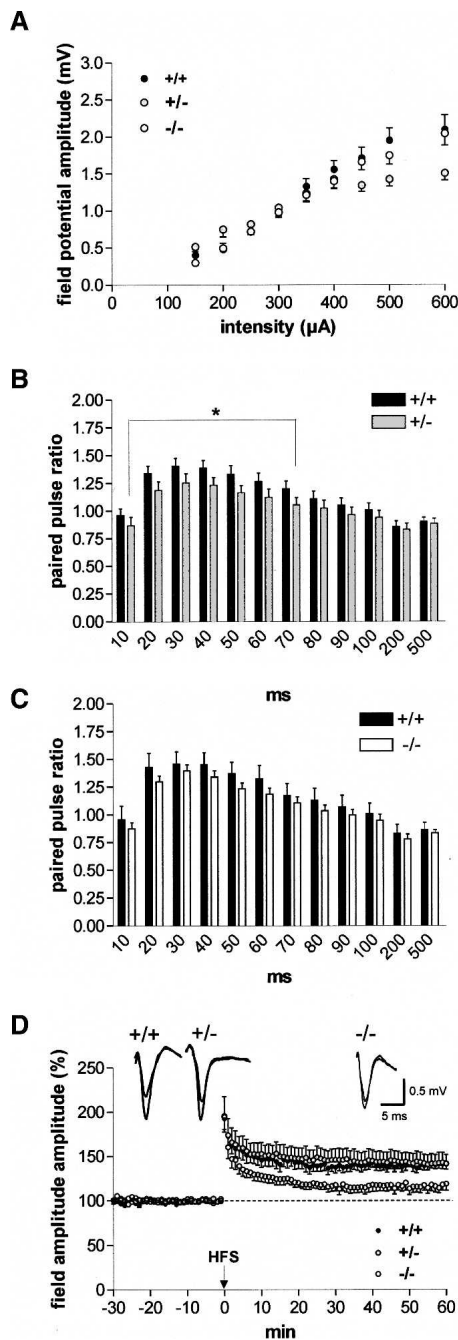 A
field potential amplitude (mV)
3.0
2.5
2.0
1.5
1.0
0.5
0.0
+/+
+/-
-/-
0 100 200 300 400 500 600
intensity (µA)
B
paired pulse ratio
2.00
1.75
1.50
1.25
1.00
0.75
0.50
0.25
0.00
*
+/+
+/-
10 20 30 40 50 60 70 80 90 100 200 500
ms
C
paired pulse ratio
2.00
1.75
1.50
1.25
1.00
0.75
0.50
0.25
0.00
+/+
-/-
10 20 30 40 50 60 70 80 90 100 200 500
ms
D
field amplitude amplitude (%)
250
200
150
100
50
0
+/+ +/- -/-
0.5 mV
5 ms
HFS
+/+
+/-
-/-
-30 -20 -10 0 10 20 30 40 50 60
min